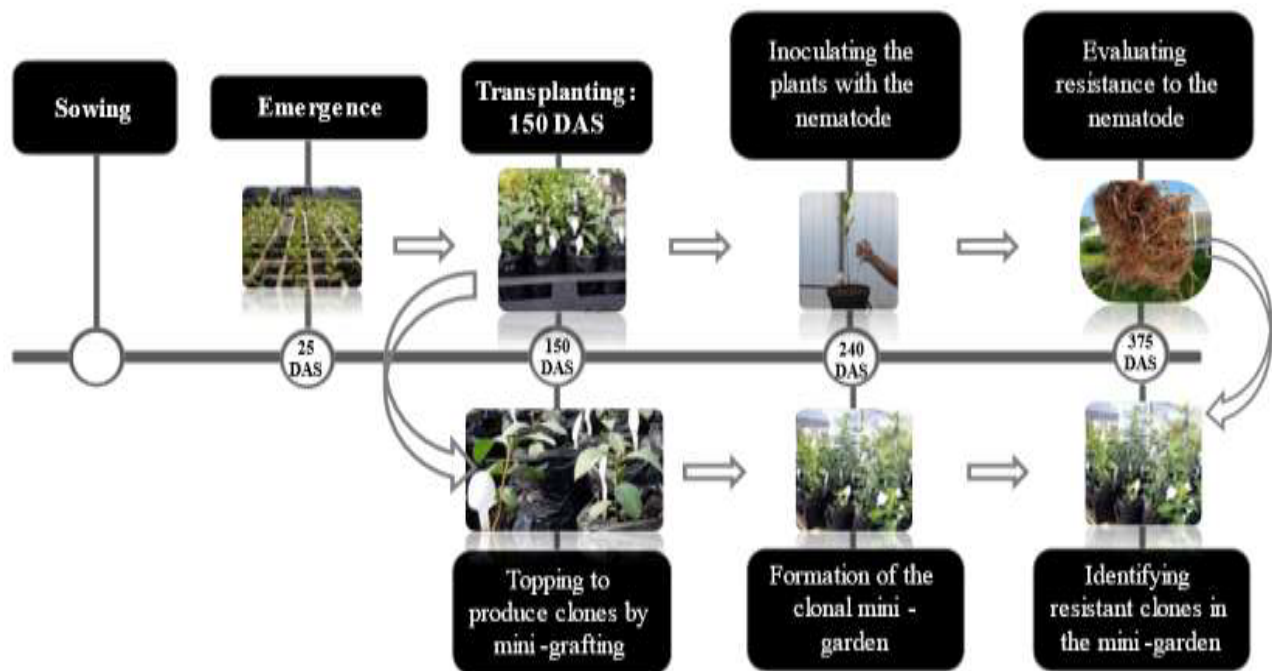 Sowing
Emergence
Transplanting:
150 DAS
Inoculating the
plants with the
nematode
Evaluating
resistance to the
nematode
25
DAS
150
DAS
240
DAS
375
DAS
Topping to
produce clones by
mini -grafting
Formation of the
clonal mini -
garden
Identifying
resistant clones in
the mini -garden